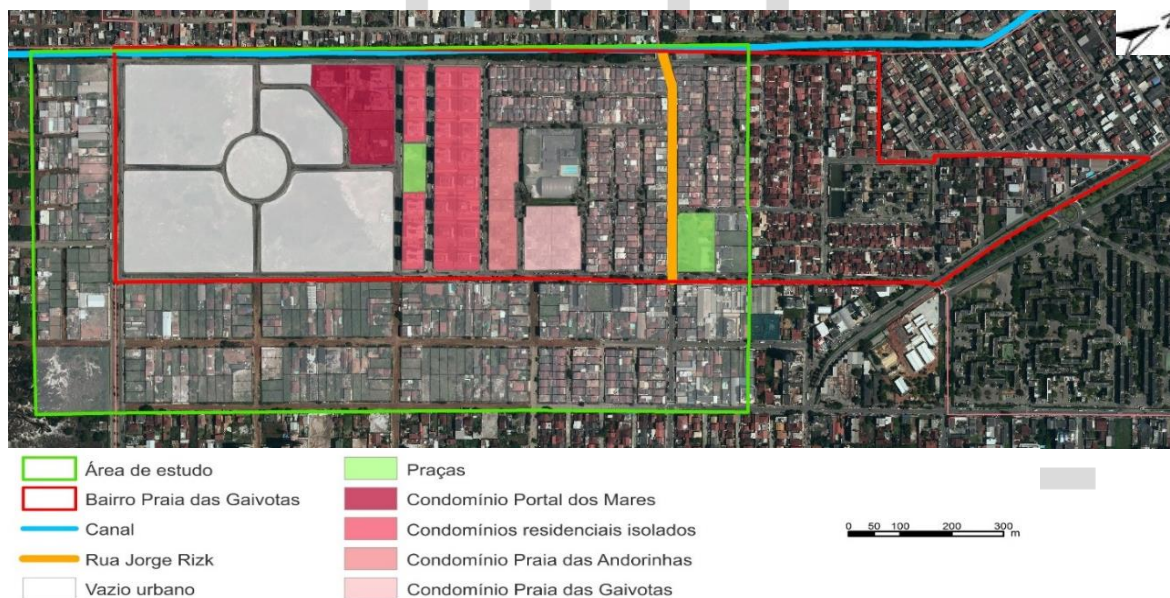 Área de estudo
Bairro Praia das Gaivotas
Canal
Rua Jorge Rizk
Vazio urbano
Praças
Condomínio Portal dos Mares
Condomínios residenciais isolados
Condomínio Praia das Andorinhas
Condomínio Praia das Gaivotas
0 50 100 200 300
m